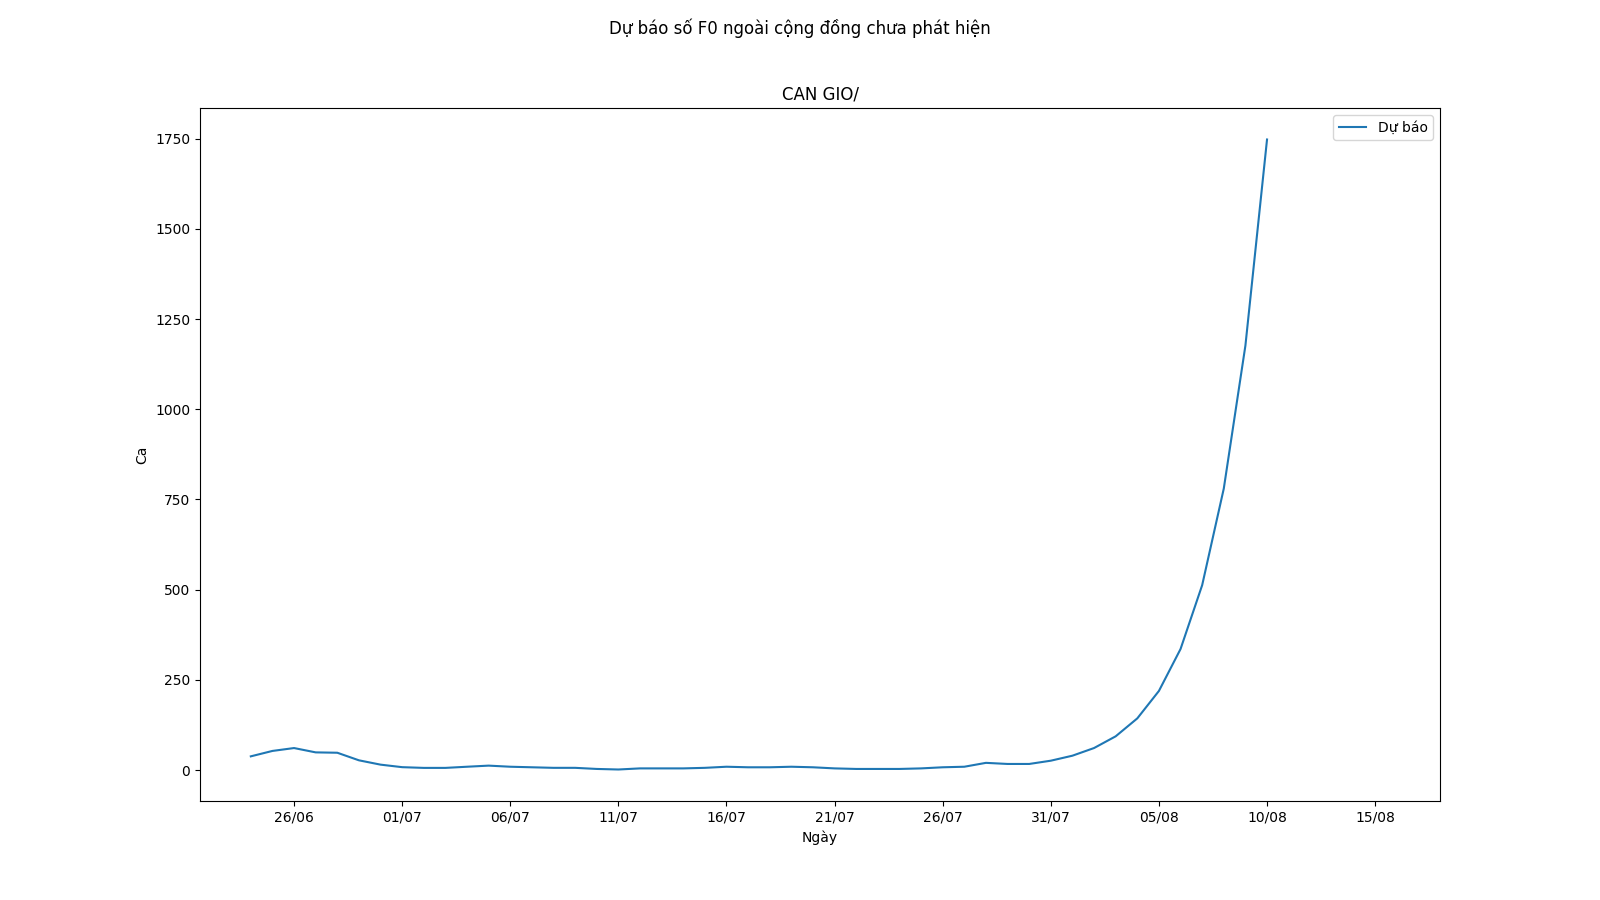 Dự báo số F0 ngoài cộng đồng chưa phát hiện
CAN GIO/
Dự báo
1750
1500
1250
1000
750
500
250
0
Ca
26/06 01/07 06/07 11/07 16/07 21/07 26/07 31/07 05/08 10/08 15/08
Ngày